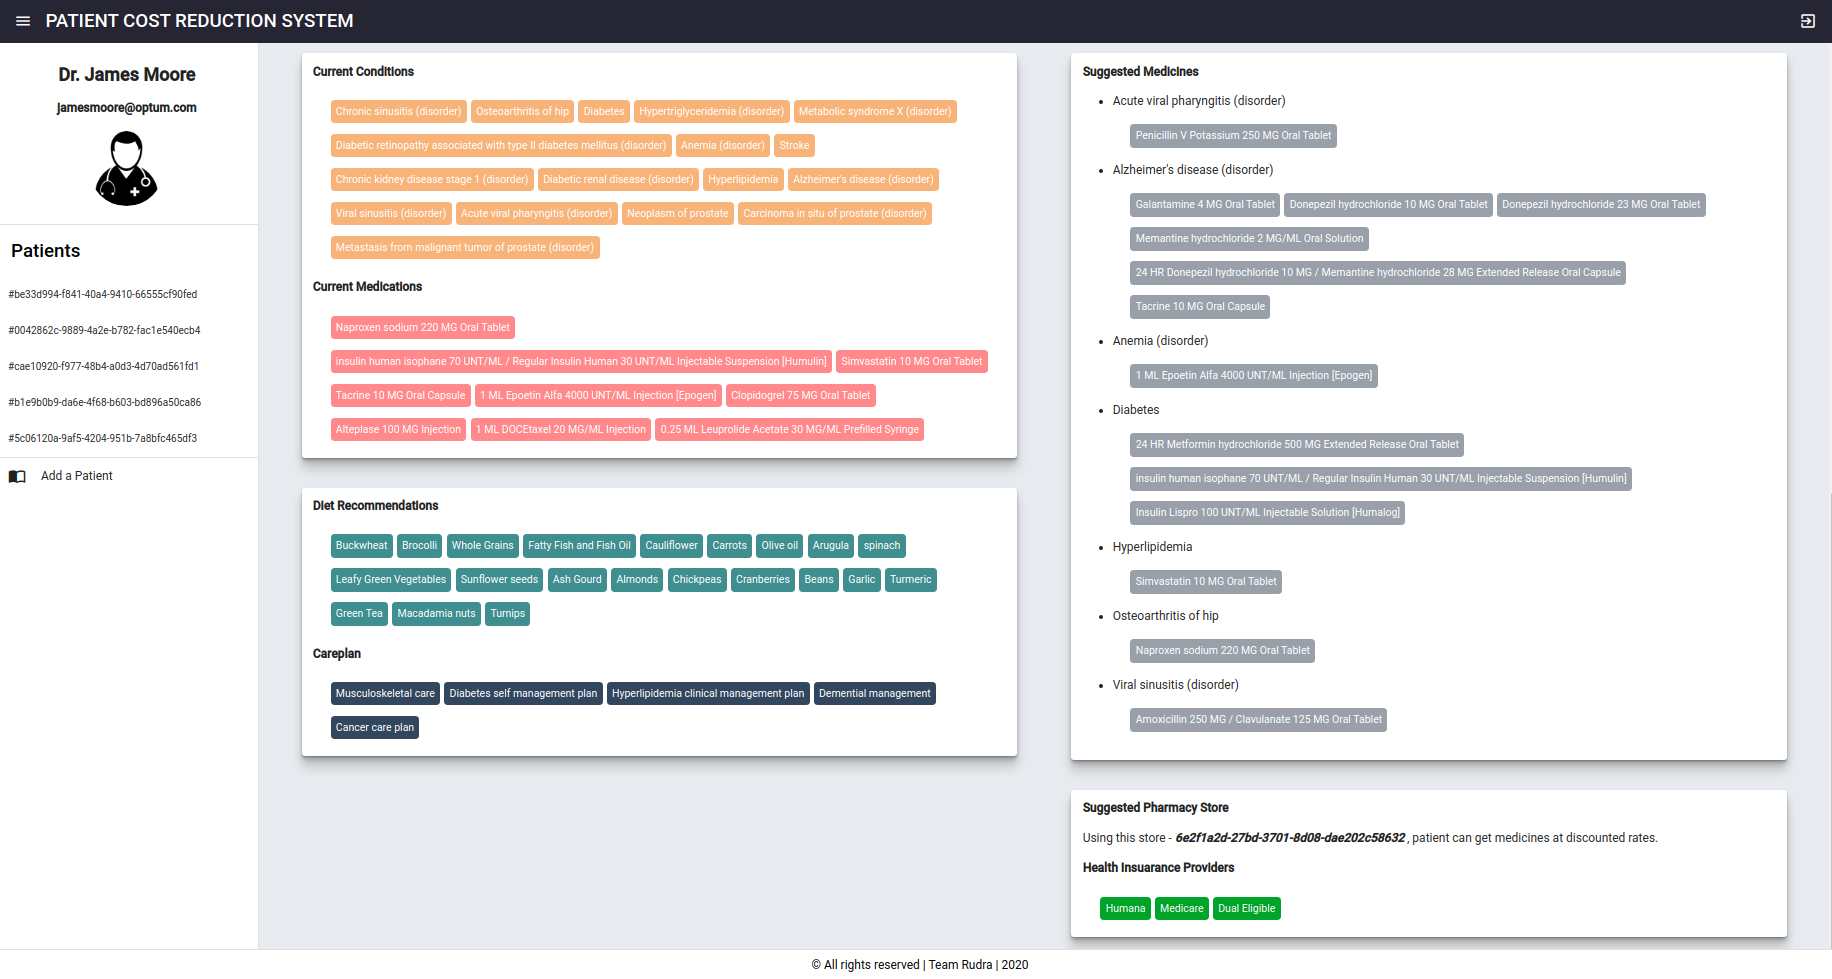 PATIENT COST REDUCTION SYSTEM
Dr. James Moore
jamesmoore@optum.com
Patients
#be33d994-f841-40a4-9410-66555cf90fed
#0042862c-9889-4a2e-b782-fac1e540ecb4
#cae10920-f977-48b4-a0d3-4d70ad561fd1
#b1e9b0b9-da6e-4f68-b603-bd896a50ca86
#5c06120a-9af5-4204-951b-7a8bfc465df3
Add a Patient
Current Conditions
Chronic sinusitis (disorder) Osteoarthritis of hip Diabetes Hypertriglyceridemia (disorder) Metabolic syndrome X (disorder)
Diabetic retinopathy associated with type II diabetes mellitus (disorder) Anemia (disorder) Stroke
Chronic kidney disease stage 1 (disorder) Diabetic renal disease (disorder) Hyperlipidemia Alzheimer's disease (disorder)
Viral sinusitis (disorder) Acute viral pharyngitis (disorder) Neoplasm of prostate Carcinoma in situ of prostate (disorder)
Metastasis from malignant tumor of prostate (disorder)
Current Medications
Naproxen sodium 220 MG Oral Tablet
insulin human isophane 70 UNT/ML / Regular Insulin Human 30 UNT/ML Injectable Suspension [Humulin] Simvastatin 10 MG Oral Tablet
Tacrine 10 MG Oral Capsule 1 ML Epoetin Alfa 4000 UNT/ML Injection [Epogen] Clopidogrel 75 MG Oral Tablet
Alteplase 100 MG Injection 1 ML DOCEtaxel 20 MG/ML Injection 0.25 ML Leuprolide Acetate 30 MG/ML Prefilled Syringe
Diet Recommendations
Buckwheat Brocolli Whole Grains Fatty Fish and Fish Oil Cauliflower Carrots Olive oil Arugula spinach
Leafy Green Vegetables Sunflower seeds Ash Gourd Almonds Chickpeas Cranberries Beans Garlic Turmeric
Green Tea Macadamia nuts Turnips
Careplan
Musculoskeletal care Diabetes self management plan Hyperlipidemia clinical management plan Demential management
Cancer care plan
Suggested Medicines
• Acute viral pharyngitis (disorder)
Penicillin V Potassium 250 MG Oral Tablet
• Alzheimer's disease (disorder)
Galantamine 4 MG Oral Tablet Donepezil hydrochloride 10 MG Oral Tablet Donepezil hydrochloride 23 MG Oral Tablet
Memantine hydrochloride 2 MG/ML Oral Solution
24 HR Donepezil hydrochloride 10 MG / Memantine hydrochloride 28 MG Extended Release Oral Capsule
Tacrine 10 MG Oral Capsule
• Anemia (disorder)
1 ML Epoetin Alfa 4000 UNT/ML Injection [Epogen]
• Diabetes
24 HR Metformin hydrochloride 500 MG Extended Release Oral Tablet
insulin human isophane 70 UNT/ML / Regular Insulin Human 30 UNT/ML Injectable Suspension [Humulin]
Insulin Lispro 100 UNT/ML Injectable Solution [Humalog]
• Hyperlipidemia
Simvastatin 10 MG Oral Tablet
• Osteoarthritis of hip
Naproxen sodium 220 MG Oral Tablet
• Viral sinusitis (disorder)
Amoxicillin 250 MG / Clavulanate 125 MG Oral Tablet
Suggested Pharmacy Store
Using this store - 6e2f1a2d-27bd-3701-8d08-dae202c58632 , patient can get medicines at discounted rates.
Health Insuarance Providers
Humana Medicare Dual Eligible
© All rights reserved | Team Rudra | 2020